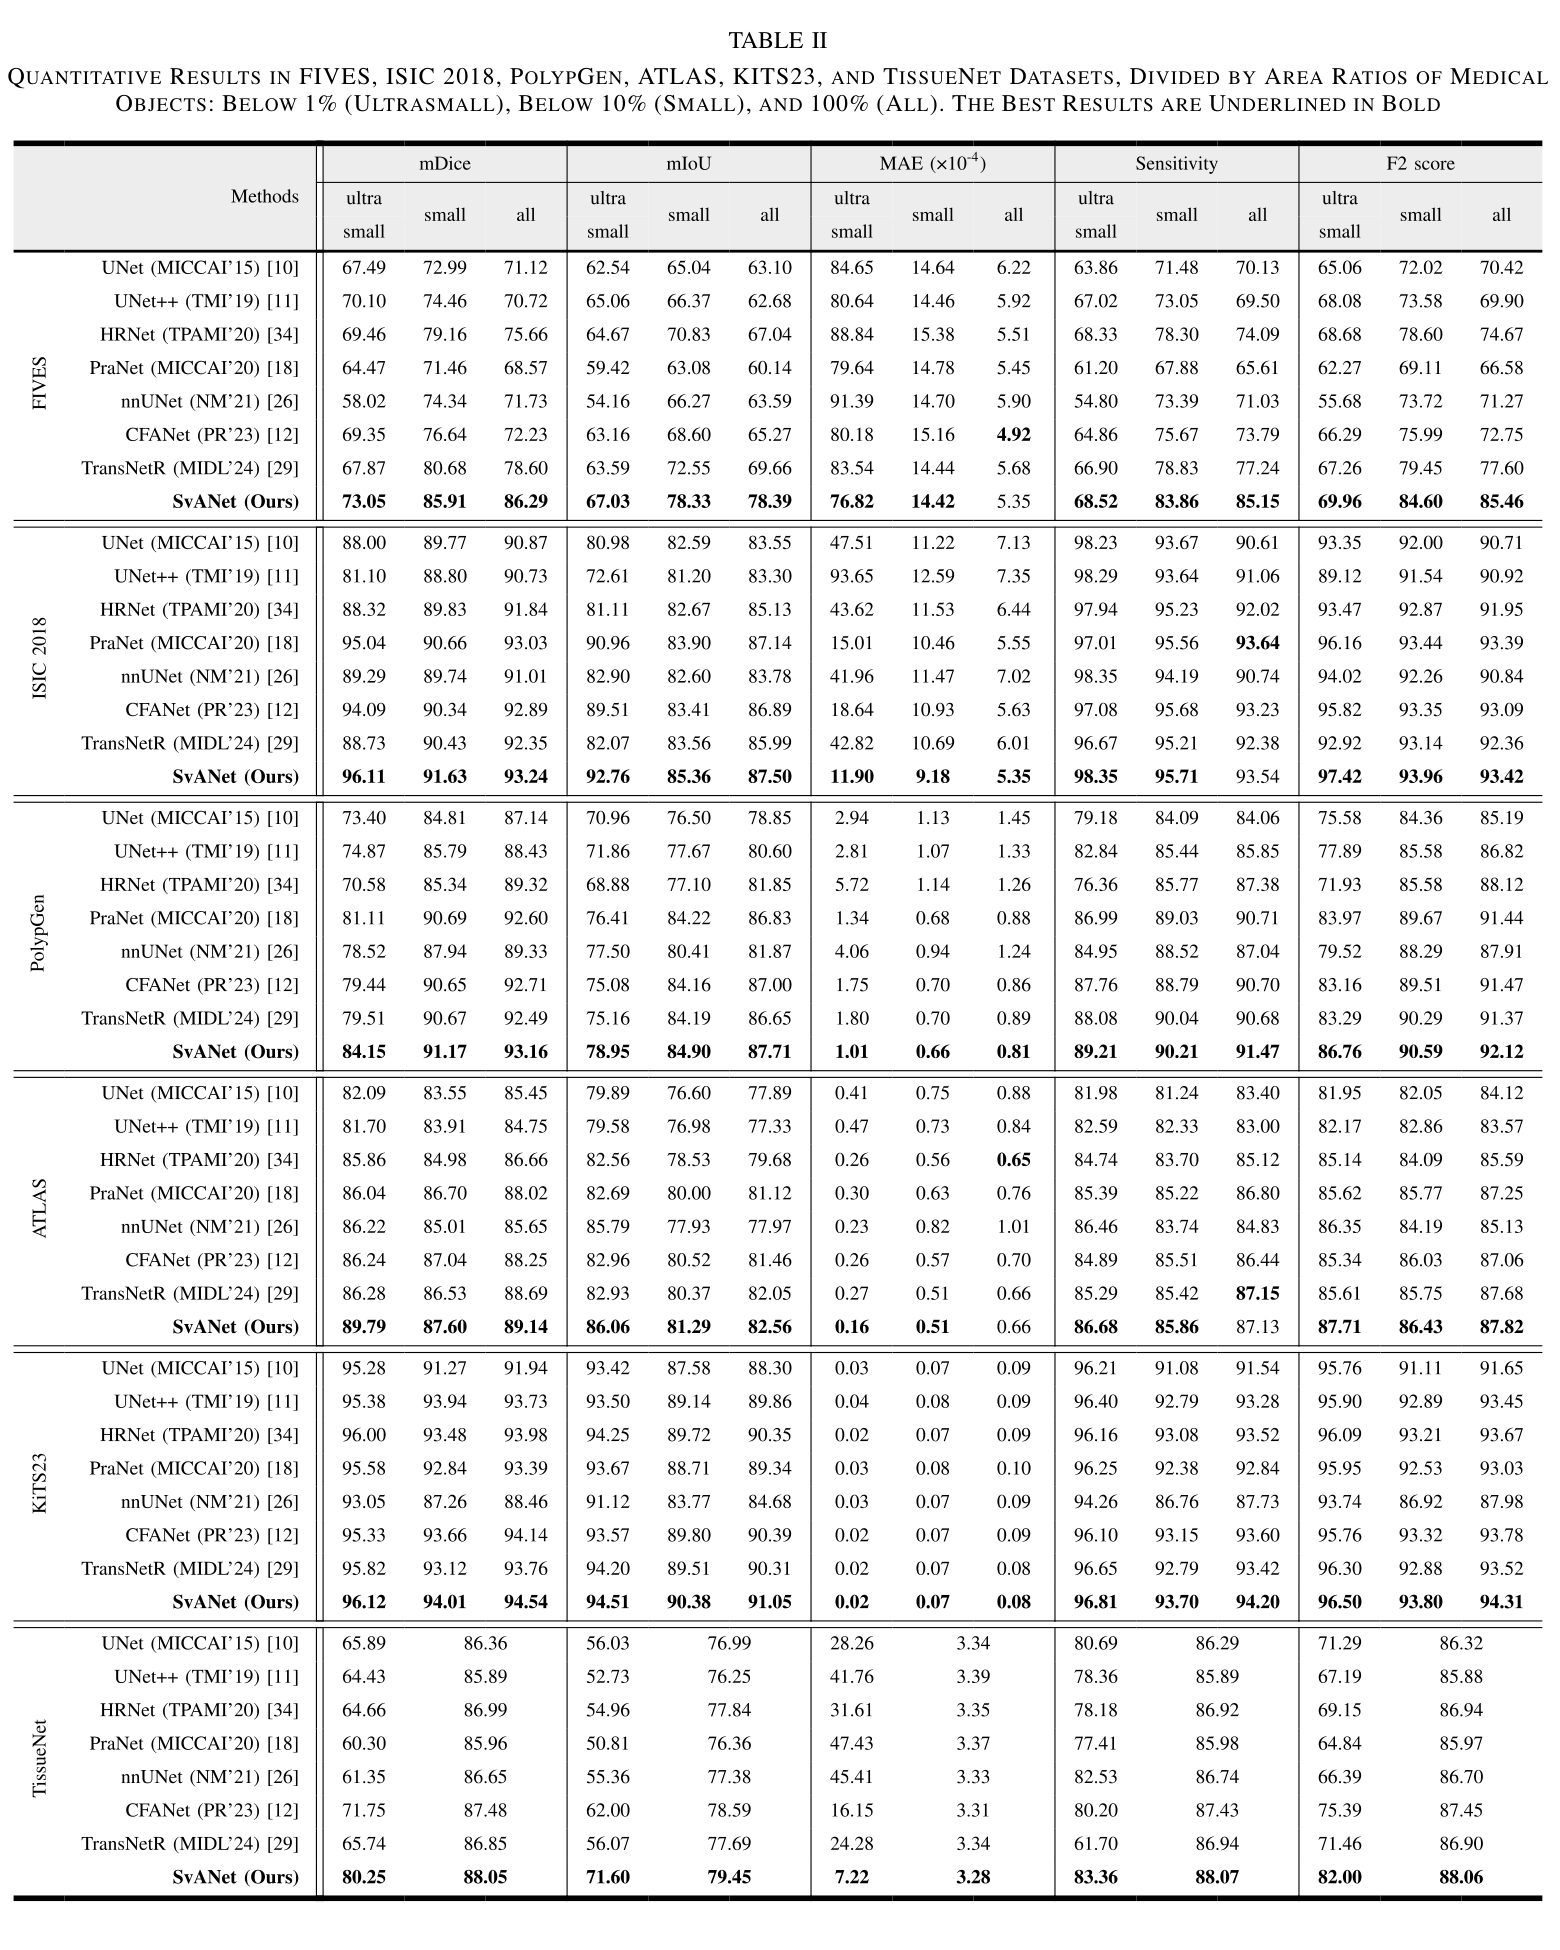 TABLE II
QUANTITATIVE RESULTS IN FIVES, ISIC 2018, POLYPGEN, ATLAS, KITS23, AND TISSUENET DATASETS, DIVIDED BY AREA RATIOS OF MEDICAL
OBJECTS: BELOW 1% (ULTRASMALL), BELOW 10% (SMALL), AND 100% (ALL). THE BEST RESULTS ARE UNDERLINED IN BOLD
Methods mDice mIoU MAE (×10-4) Sensitivity F2 score
ultra small small all ultra small small all ultra small small all ultra small small all ultra small small all
FIVES
UNet (MICCAI'15) [10] 67.49 72.99 71.12 62.54 65.04 63.10 84.65 14.64 6.22 63.86 71.48 70.13 65.06 72.02 70.42
UNet++ (TMI'19) [11] 70.10 74.46 70.72 65.06 66.37 62.68 80.64 14.46 5.92 67.02 73.05 69.50 68.08 73.58 69.90
HRNet (TPAMI'20) [34] 69.46 79.16 75.66 64.67 70.83 67.04 88.84 15.38 5.51 68.33 78.30 74.09 68.68 78.60 74.67
PraNet (MICCAI'20) [18] 64.47 71.46 68.57 59.42 63.08 60.14 79.64 14.78 5.45 61.20 67.88 65.61 62.27 69.11 66.58
nnUNet (NM'21) [26] 58.02 74.34 71.73 54.16 66.27 63.59 91.39 14.70 5.90 54.80 73.39 71.03 55.68 73.72 71.27
CFANet (PR'23) [12] 69.35 76.64 72.23 63.16 68.60 65.27 80.18 15.16 4.92 64.86 75.67 73.79 66.29 75.99 72.75
TransNetR (MIDL'24) [29] 67.87 80.68 78.60 63.59 72.55 69.66 83.54 14.44 5.68 66.90 78.83 77.24 67.26 79.45 77.60
SvANet (Ours) 73.05 85.91 86.29 67.03 78.33 78.39 76.82 14.42 5.35 68.52 83.86 85.15 69.96 84.60 85.46
ISIC 2018
UNet (MICCAI'15) [10] 88.00 89.77 90.87 80.98 82.59 83.55 47.51 11.22 7.13 98.23 93.67 90.61 93.35 92.00 90.71
UNet++ (TMI'19) [11] 81.10 88.80 90.73 72.61 81.20 83.30 93.65 12.59 7.35 98.29 93.64 91.06 89.12 91.54 90.92
HRNet (TPAMI'20) [34] 88.32 89.83 91.84 81.11 82.67 85.13 43.62 11.53 6.44 97.94 95.23 92.02 93.47 92.87 91.95
PraNet (MICCAI'20) [18] 95.04 90.66 93.03 90.96 83.90 87.14 15.01 10.46 5.55 97.01 95.56 93.64 96.16 93.44 93.39
nnUNet (NM'21) [26] 89.29 89.74 91.01 82.90 82.60 83.78 41.96 11.47 7.02 98.35 94.19 90.74 94.02 92.26 90.84
CFANet (PR'23) [12] 94.09 90.34 92.89 89.51 83.41 86.89 18.64 10.93 5.63 97.08 95.68 93.23 95.82 93.35 93.09
TransNetR (MIDL'24) [29] 88.73 90.43 92.35 82.07 83.56 85.99 42.82 10.69 6.01 96.67 95.21 92.38 92.92 93.14 92.36
SvANet (Ours) 96.11 91.63 93.24 92.76 85.36 87.50 11.90 9.18 5.35 98.35 95.71 93.54 97.42 93.96 93.42
PolypGen
UNet (MICCAI'15) [10] 73.40 84.81 87.14 70.96 76.50 78.85 2.94 1.13 1.45 79.18 84.09 84.06 75.58 84.36 85.19
UNet++ (TMI'19) [11] 74.87 85.79 88.43 71.86 77.67 80.60 2.81 1.07 1.33 82.84 85.44 85.85 77.89 85.58 86.82
HRNet (TPAMI'20) [34] 70.58 85.34 89.32 68.88 77.10 81.85 5.72 1.14 1.26 76.36 85.77 87.38 71.93 85.58 88.12
PraNet (MICCAI'20) [18] 81.11 90.69 92.60 76.41 84.22 86.83 1.34 0.68 0.88 86.99 89.03 90.71 83.97 89.67 91.44
nnUNet (NM'21) [26] 78.52 87.94 89.33 77.50 80.41 81.87 4.06 0.94 1.24 84.95 88.52 87.04 79.52 88.29 87.91
CFANet (PR'23) [12] 79.44 90.65 92.71 75.08 84.16 87.00 1.75 0.70 0.86 87.76 88.79 90.70 83.16 89.51 91.47
TransNetR (MIDL'24) [29] 79.51 90.67 92.49 75.16 84.19 86.65 1.80 0.70 0.89 88.08 90.04 90.68 83.29 90.29 91.37
SvANet (Ours) 84.15 91.17 93.16 78.95 84.90 87.71 1.01 0.66 0.81 89.21 90.21 91.47 86.76 90.59 92.12
ATLAS
UNet (MICCAI'15) [10] 82.09 83.55 85.45 79.89 76.60 77.89 0.41 0.75 0.88 81.98 81.24 83.40 81.95 82.05 84.12
UNet++ (TMI'19) [11] 81.70 83.91 84.75 79.58 76.98 77.33 0.47 0.73 0.84 82.59 82.33 83.00 82.17 82.86 83.57
HRNet (TPAMI'20) [34] 85.86 84.98 86.66 82.56 78.53 79.68 0.26 0.56 0.65 84.74 83.70 85.12 85.14 84.09 85.59
PraNet (MICCAI'20) [18] 86.04 86.70 88.02 82.69 80.00 81.12 0.30 0.63 0.76 85.39 85.22 86.80 85.62 85.77 87.25
nnUNet (NM'21) [26] 86.22 85.01 85.65 85.79 77.93 77.97 0.23 0.82 1.01 86.46 83.74 84.83 86.35 84.19 85.13
CFANet (PR'23) [12] 86.24 87.04 88.25 82.96 80.52 81.46 0.26 0.57 0.70 84.89 85.51 86.44 85.34 86.03 87.06
TransNetR (MIDL'24) [29] 86.28 86.53 88.69 82.93 80.37 82.05 0.27 0.51 0.66 85.29 85.42 87.15 85.61 85.75 87.68
SvANet (Ours) 89.79 87.60 89.14 86.06 81.29 82.56 0.16 0.51 0.66 86.68 85.86 87.13 87.71 86.43 87.82
KiTS23
UNet (MICCAI'15) [10] 95.28 91.27 91.94 93.42 87.58 88.30 0.03 0.07 0.09 96.21 91.08 91.54 95.76 91.11 91.65
UNet++ (TMI'19) [11] 95.38 93.94 93.73 93.50 89.14 89.86 0.04 0.08 0.09 96.40 92.79 93.28 95.90 92.89 93.45
HRNet (TPAMI'20) [34] 96.00 93.48 93.98 94.25 89.72 90.35 0.02 0.07 0.09 96.16 93.08 93.52 96.09 93.21 93.67
PraNet (MICCAI'20) [18] 95.58 92.84 93.39 93.67 88.71 89.34 0.03 0.08 0.10 96.25 92.38 92.84 95.95 92.53 93.03
nnUNet (NM'21) [26] 93.05 87.26 88.46 91.12 83.77 84.68 0.03 0.07 0.09 94.26 86.76 87.73 93.74 86.92 87.98
CFANet (PR'23) [12] 95.33 93.66 94.14 93.57 89.80 90.39 0.02 0.07 0.09 96.10 93.15 93.60 95.76 93.32 93.78
TransNetR (MIDL'24) [29] 95.82 93.12 93.76 94.20 89.51 90.31 0.02 0.07 0.08 96.65 92.79 93.42 96.30 92.88 93.52
SvANet (Ours) 96.12 94.01 94.54 94.51 90.38 91.05 0.02 0.07 0.08 96.81 93.70 94.20 96.50 93.80 94.31
TissueNet
UNet (MICCAI'15) [10] 65.89 86.36 56.03 76.99 28.26 3.34 80.69 86.29 71.29 86.32
UNet++ (TMI'19) [11] 64.43 85.89 52.73 76.25 41.76 3.39 78.36 85.89 67.19 85.88
HRNet (TPAMI'20) [34] 64.66 86.99 54.96 77.84 31.61 3.35 78.18 86.92 69.15 86.94
PraNet (MICCAI'20) [18] 60.30 85.96 50.81 76.36 47.43 3.37 77.41 85.98 64.84 85.97
nnUNet (NM'21) [26] 61.35 86.65 55.36 77.38 45.41 3.33 82.53 86.74 66.39 86.70
CFANet (PR'23) [12] 71.75 87.48 62.00 78.59 16.15 3.31 80.20 87.43 75.39 87.45
TransNetR (MIDL'24) [29] 65.74 86.85 56.07 77.69 24.28 3.34 61.70 86.94 71.46 86.90
SvANet (Ours) 80.25 88.05 71.60 79.45 7.22 3.28 83.36 88.07 82.00 88.06